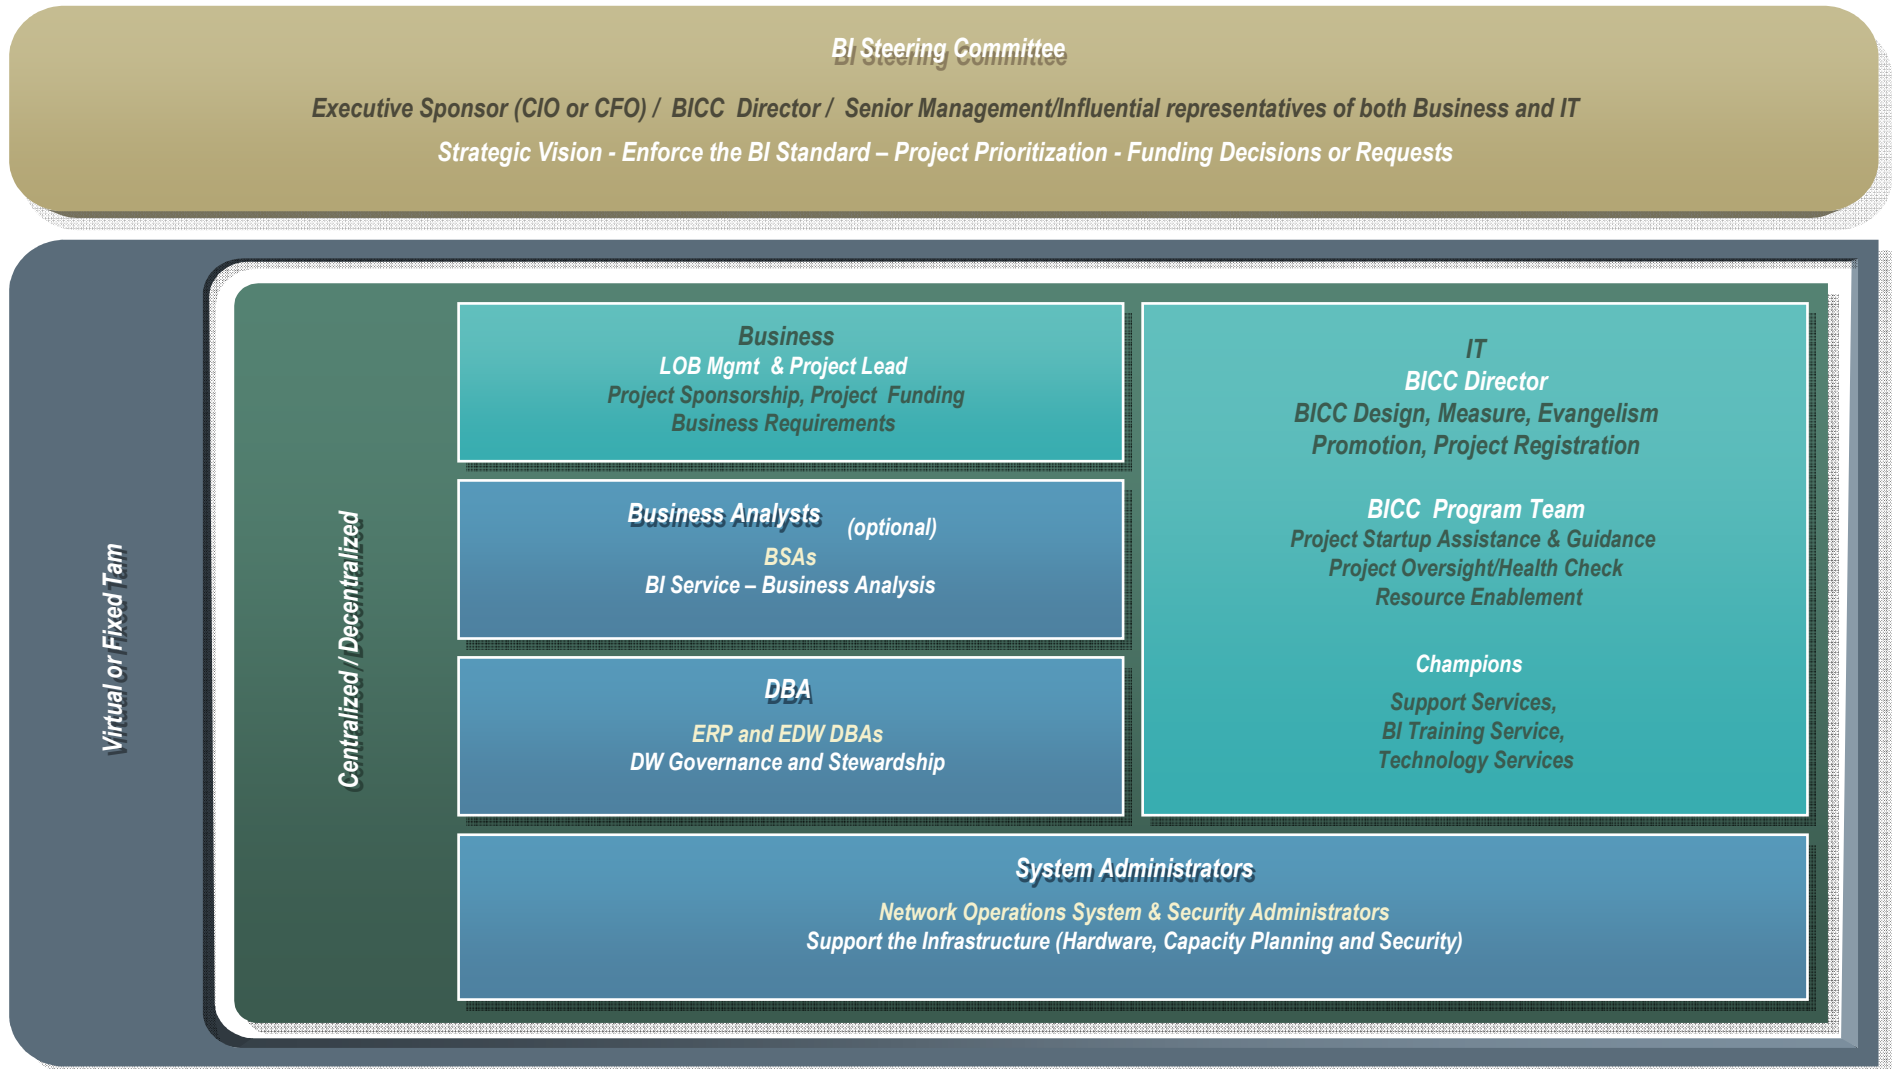 BI Steering Committee
Executive Sponsor (CIO or CFO) / BICC Director / Senior Management/Influential representatives of both Business and IT
Strategic Vision - Enforce the BI Standard – Project Prioritization - Funding Decisions or Requests
Virtual or Fixed Tam
Centralized / Decentralized
Business
LOB Mgmt & Project Lead
Project Sponsorship, Project Funding
Business Requirements
Business Analysts (optional)
BSAs
BI Service – Business Analysis
DBA
ERP and EDW DBAs
DW Governance and Stewardship
IT
BICC Director
BICC Design, Measure, Evangelism
Promotion, Project Registration
BICC Program Team
Project Startup Assistance & Guidance
Project Oversight/Health Check
Resource Enablement
Champions
Support Services,
BI Training Service,
Technology Services
System Administrators
Network Operations System & Security Administrators
Support the Infrastructure (Hardware, Capacity Planning and Security)